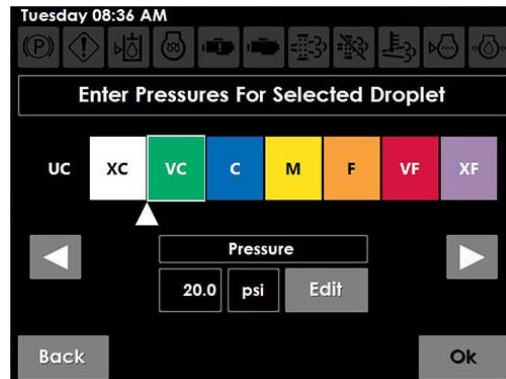 Tuesday 08:36 AM
(P)
Enter Pressures For Selected Droplet
UC XC VC C M F VF XF
Pressure
20.0 psi Edit
Back Ok